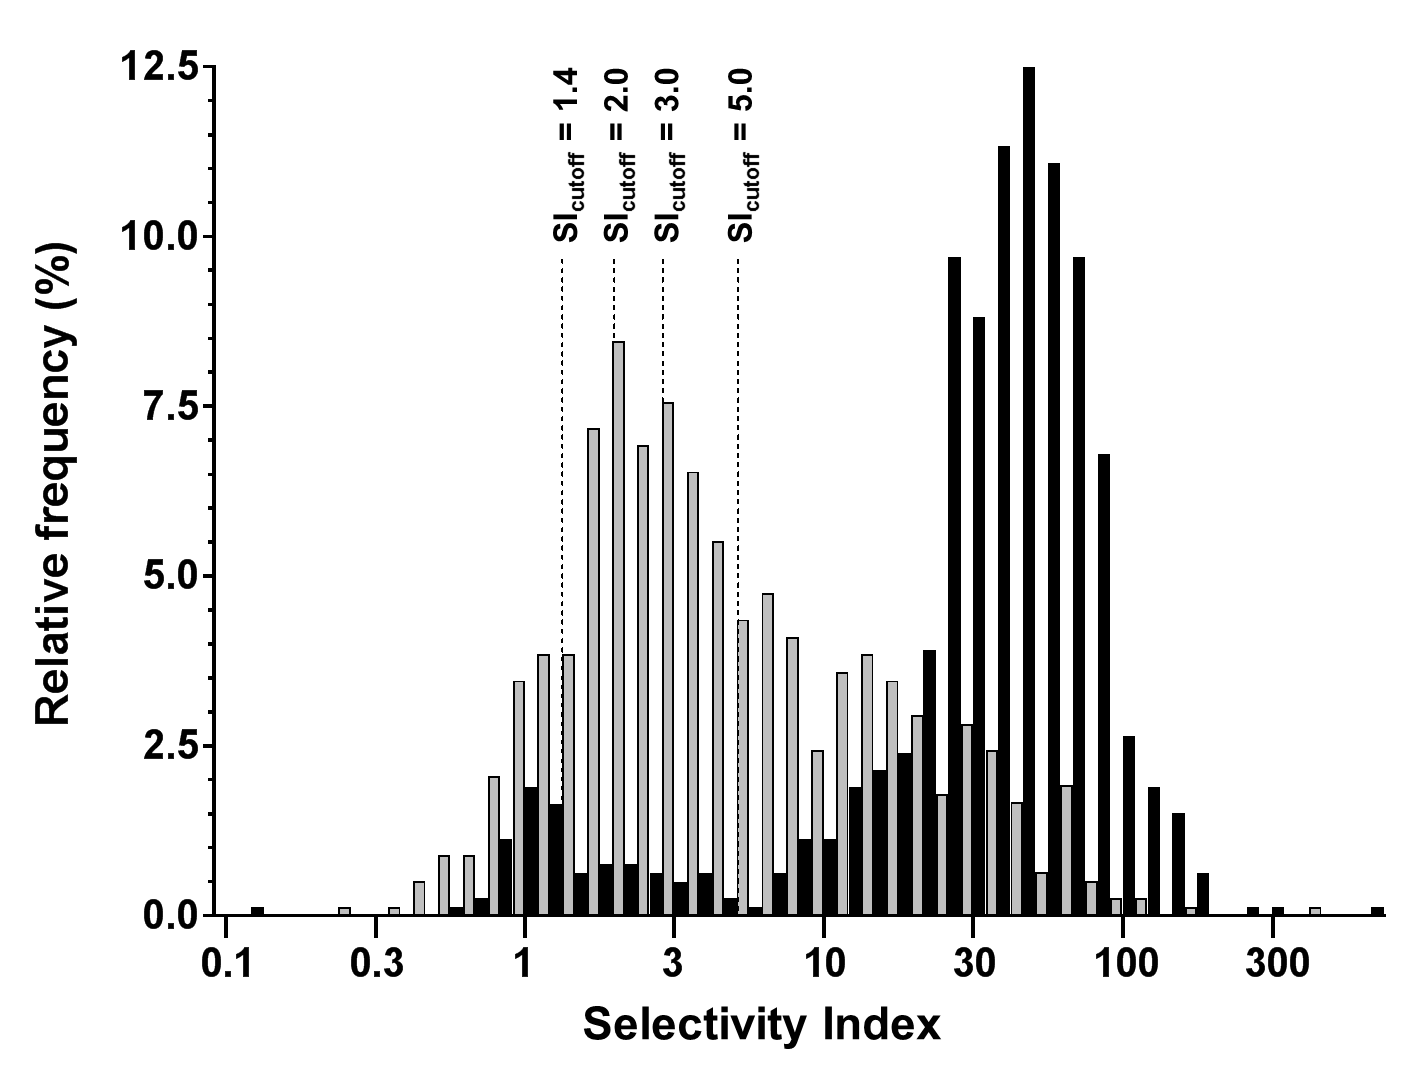 12.5
10.0
7.5
5.0
2.5
0.0
Relative frequency (%)
SIcutoff = 1.4
SIcutoff = 2.0
SIcutoff = 3.0
SIcutoff = 5.0
0.1 0.3 1 3 10 30 100 300
Selectivity Index